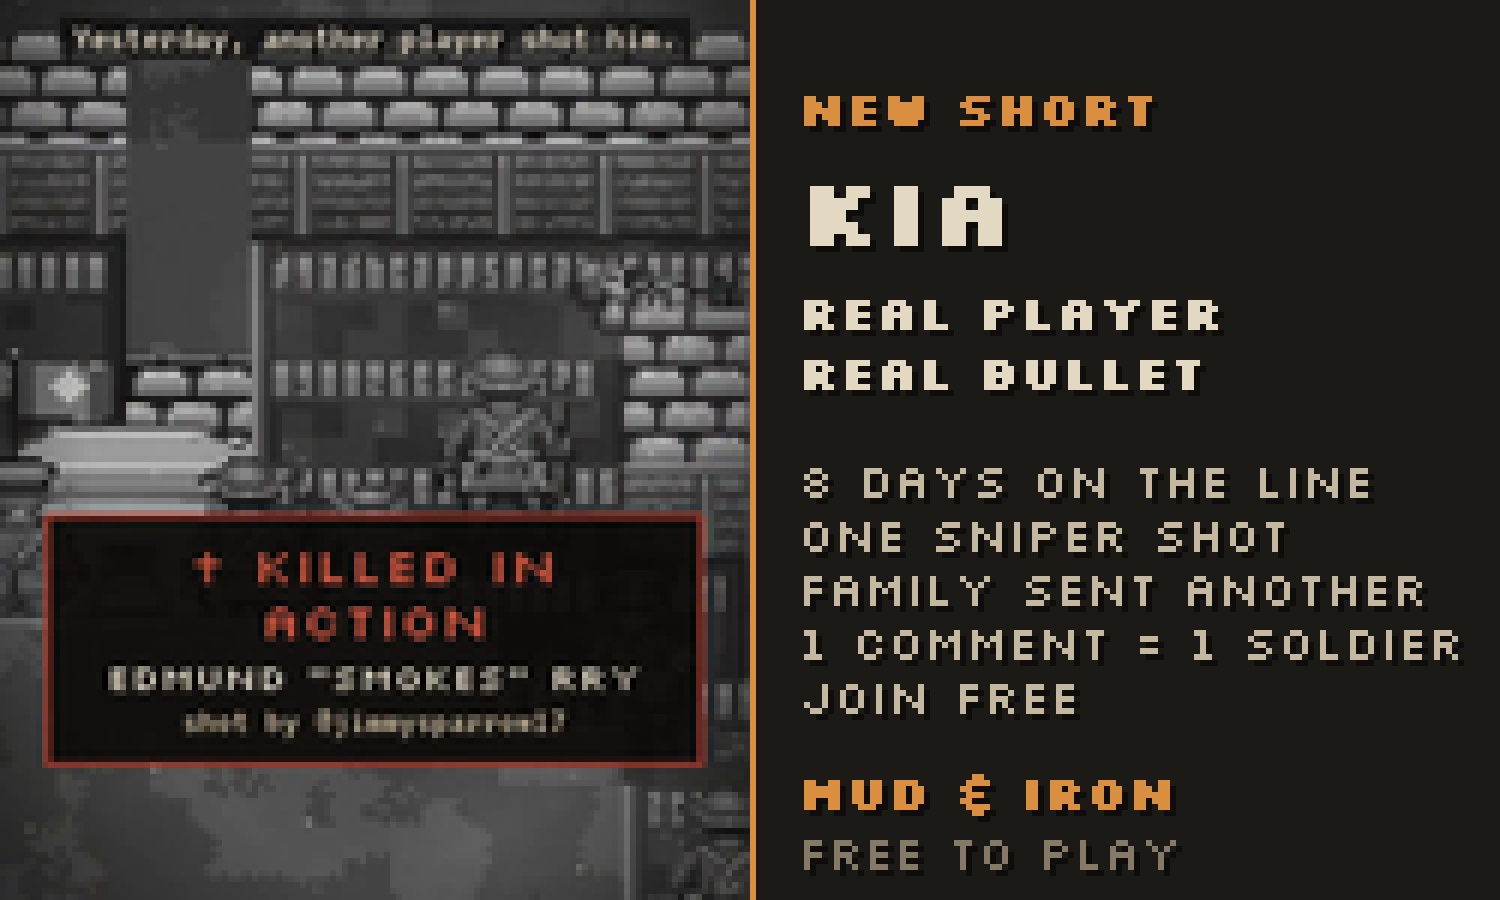 Yesterday, another player shot him.
† KILLED IN
ACTION
EDMUND "SMOKES" RRY
shot by @jimmysparrow17
NEW SHORT
KIA
REAL PLAYER
REAL BULLET
8 DAYS ON THE LINE
ONE SNIPER SHOT
FAMILY SENT ANOTHER
1 COMMENT = 1 SOLDIER
JOIN FREE
MUD & IRON
FREE TO PLAY